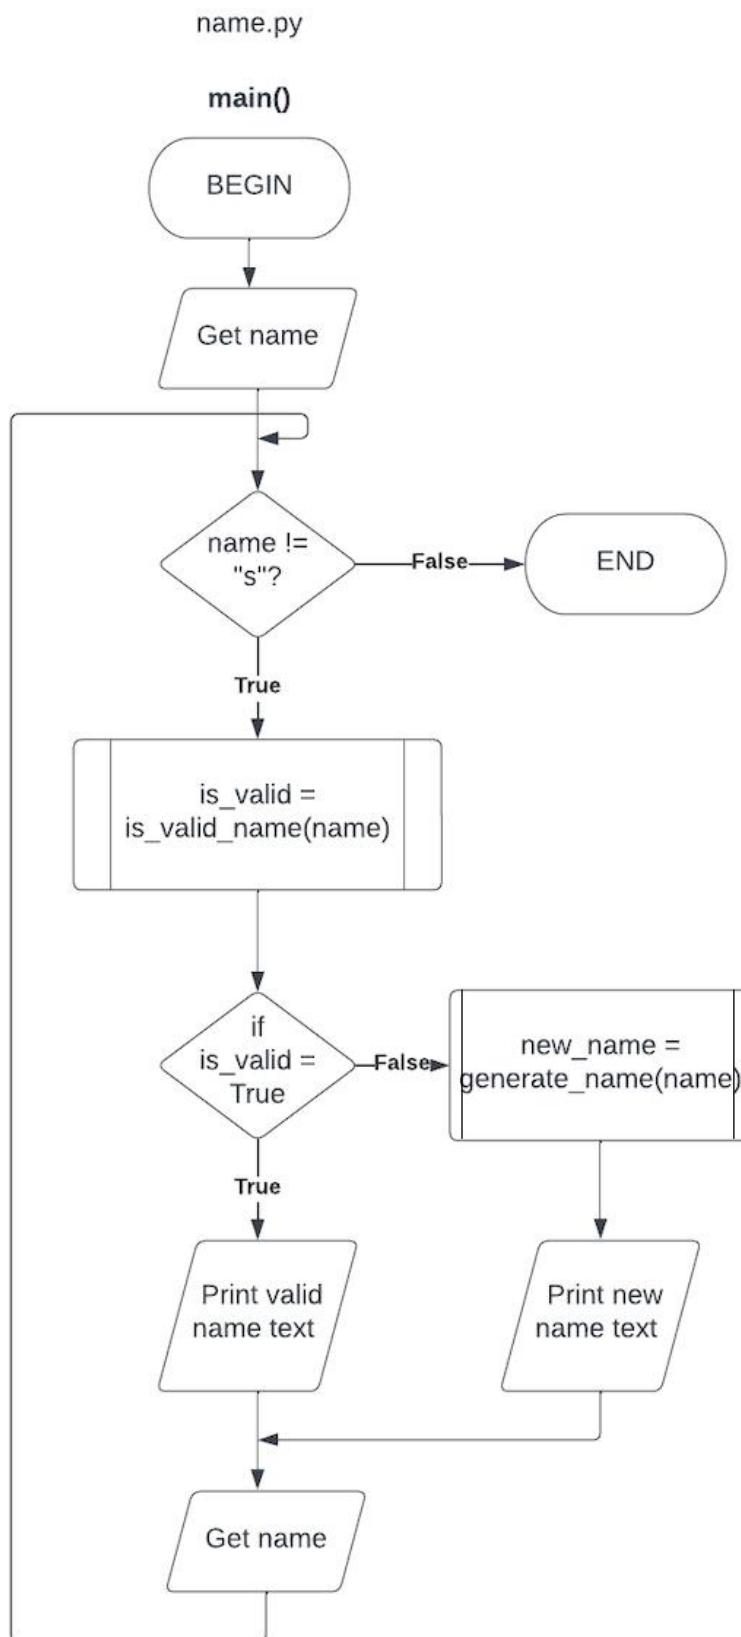 name.py
main()
BEGIN
Get name
name !=
"s"?
False
END
True
is_valid =
is_valid_name(name)
if
is_valid =
True
False
new_name =
generate_name(name)
True
Print valid
name text
Print new
name text
Get name